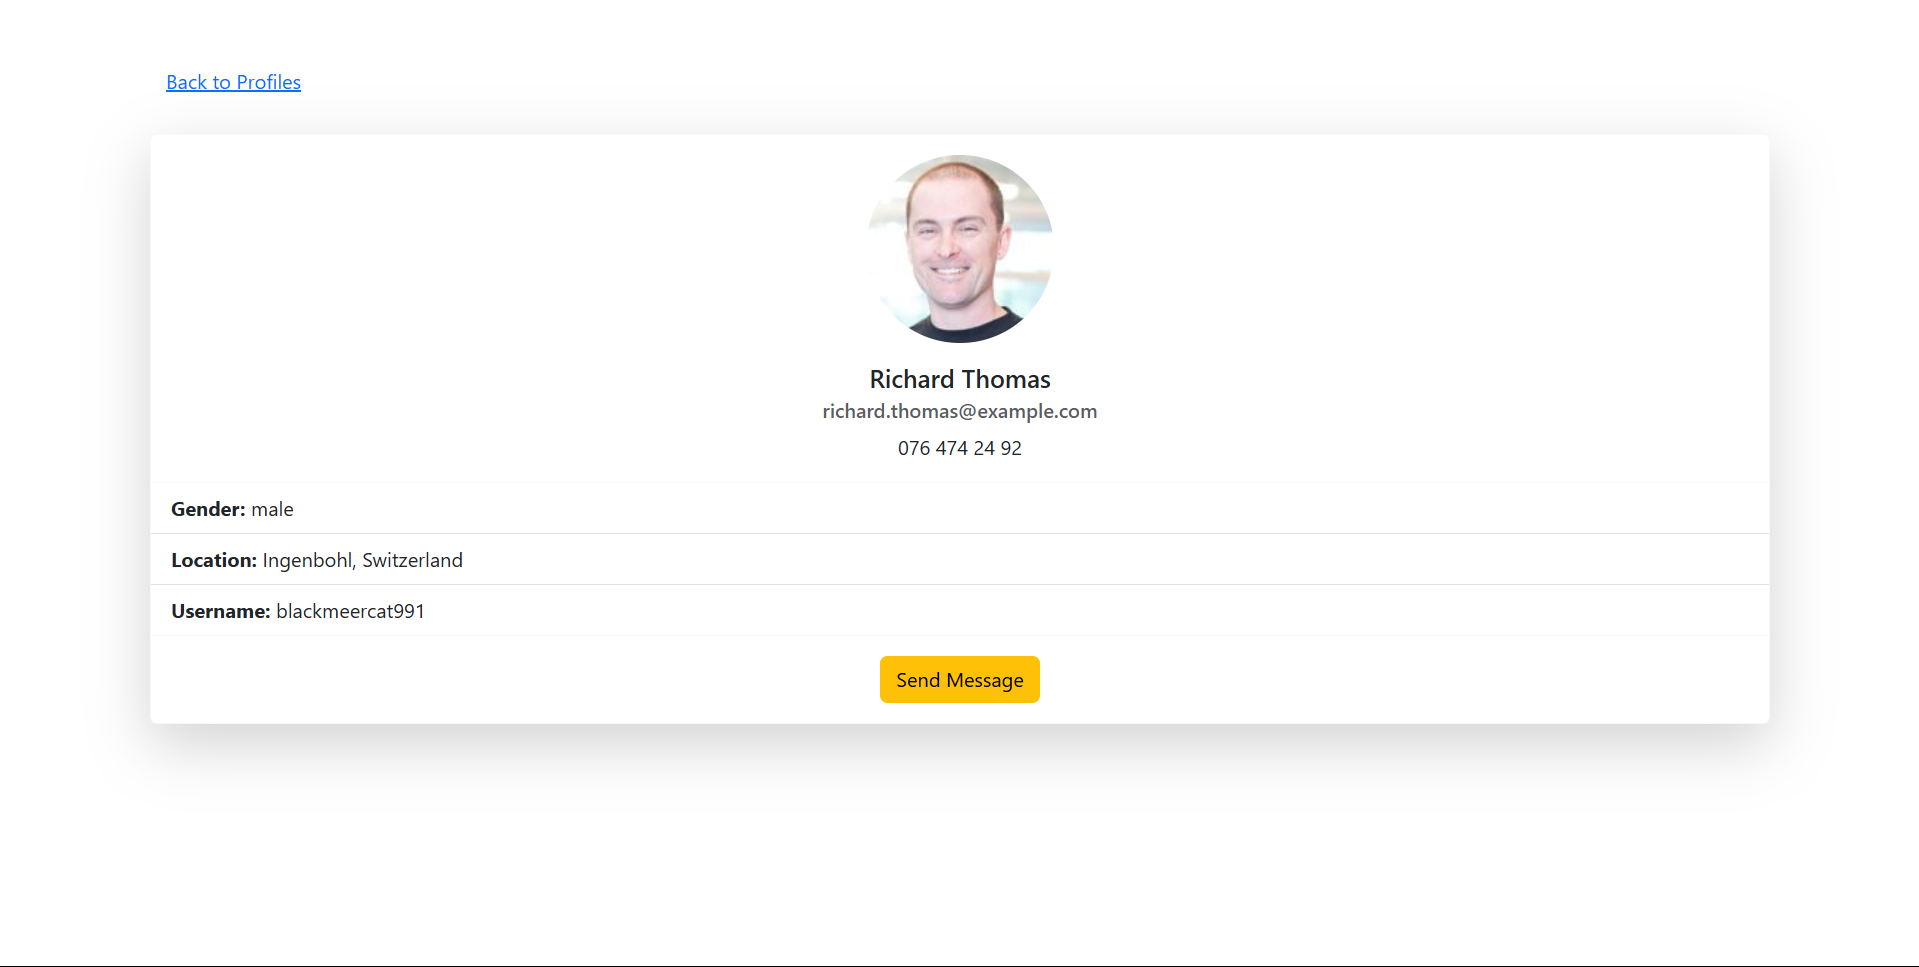 Back to Profiles
Richard Thomas
richard.thomas@example.com
076 474 24 92
Gender: male
Location: Ingenbohl, Switzerland
Username: blackmeercat991
Send Message